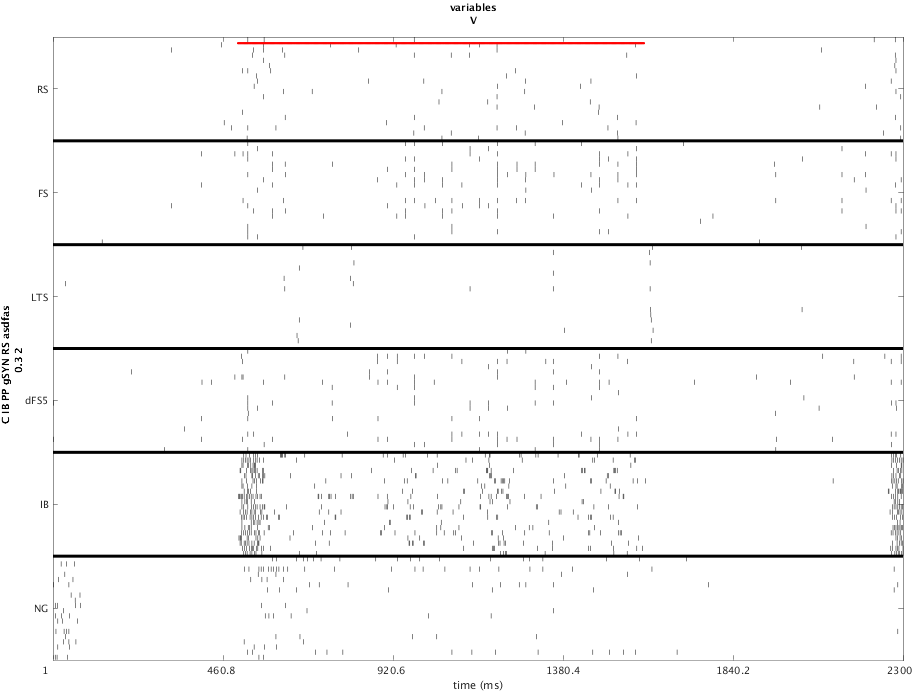 variables
V
RS
FS
LTS
dFS5
IB
NG
C IB PP gSYN RS asdfas
0.3 2
1
460.8
920.6
1380.4
1840.2
2300
time (ms)